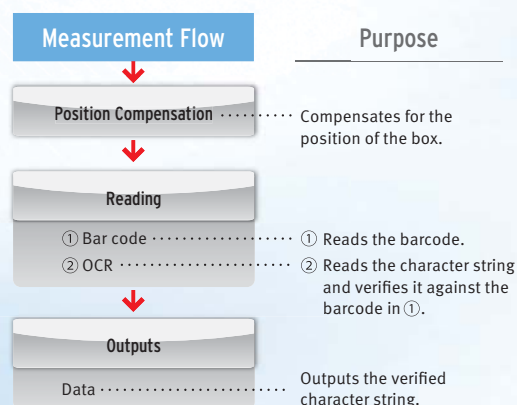 Measurement Flow Purpose
Position Compensation ·········· Compensates for the
position of the box.
Reading
① Bar code ·················· ① Reads the barcode.
② OCR ······················ ② Reads the character string
and verifies it against the
barcode in ①.
Outputs
Data ························ Outputs the verified
character string.